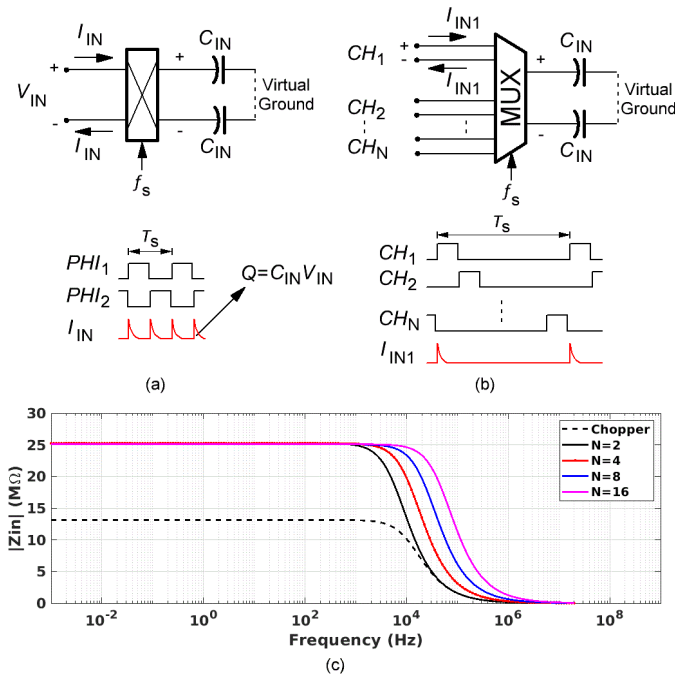 I_IN
C_IN
+ +
V_IN
Virtual
Ground
- -
I_IN
C_IN
f_s
T_s
PHI_1
PHI_2
Q=C_IN V_IN
I_IN
(a)
I_IN1
C_IN
CH_1
+
-
+
I_IN1
MUX
Virtual
Ground
CH_2
CH_N
-
C_IN
f_s
T_s
CH_1
CH_2
CH_N
I_IN1
(b)
30
25
20
15
10
5
0
|Zin| (MΩ)
Chopper
N=2
N=4
N=8
N=16
10^-2 10^0 10^2 10^4 10^6 10^8
Frequency (Hz)
(c)